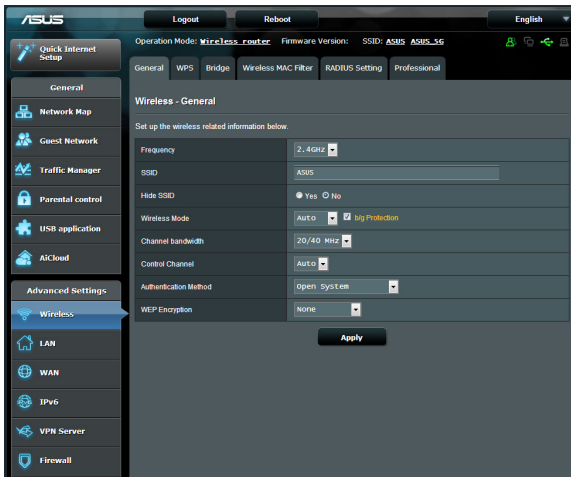 ASUS
Logout
Reboot
English
Quick Internet
Setup
Operation Mode: Wireless router Firmware Version: SSID: ASUS ASUS_5G
General
WPS
Bridge
Wireless MAC Filter
RADIUS Setting
Professional
General
Network Map
Guest Network
Traffic Manager
Parental control
USB application
AiCloud
Advanced Settings
Wireless
LAN
WAN
IPv6
VPN Server
Firewall
Wireless - General
Set up the wireless related information below.
Frequency 2.4GHz
SSID ASUS
Hide SSID Yes No
Wireless Mode Auto b/g Protection
Channel bandwidth 20/40 MHz
Control Channel Auto
Authentication Method Open System
WEP Encryption None
Apply